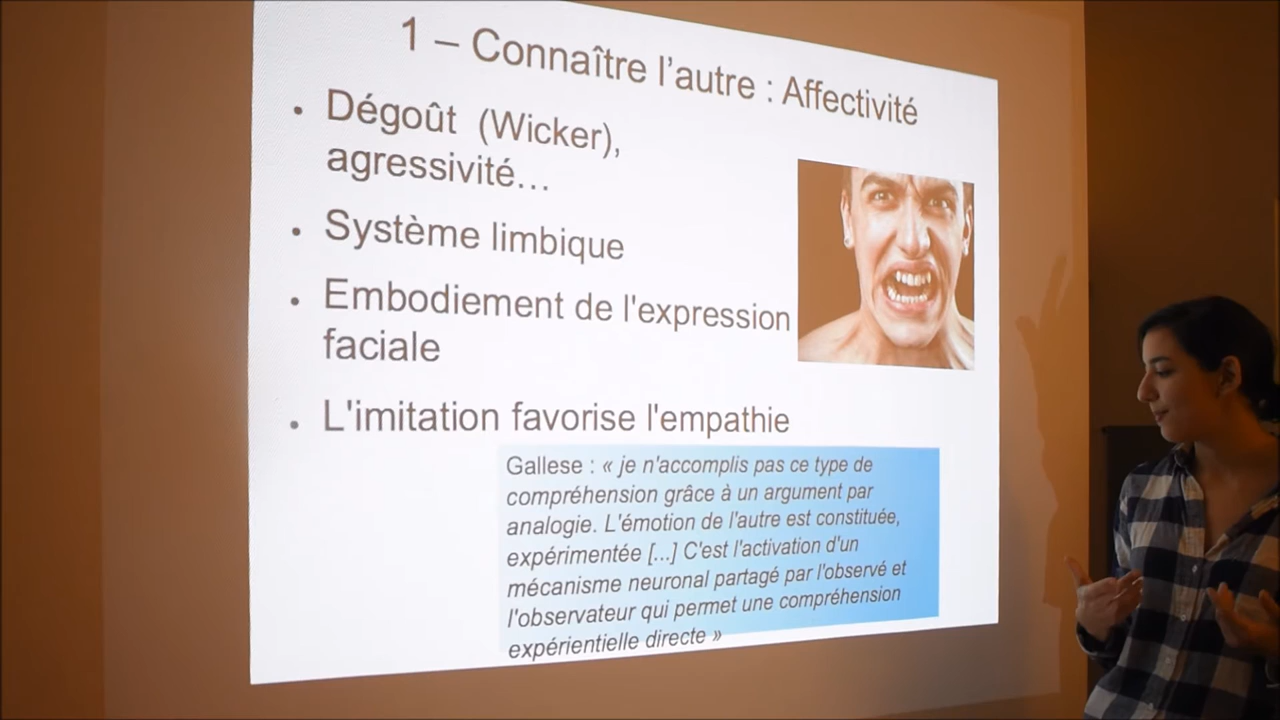 1 – Connaître l'autre : Affectivité
• Dégoût (Wicker),
agressivité…
• Système limbique
• Embodiement de l'expression
faciale
• L'imitation favorise l'empathie
Gallese : « je n'accomplis pas ce type de
compréhension grâce à un argument par
analogie. L'émotion de l'autre est constituée,
expérimentée [...] C'est l'activation d'un
mécanisme neuronal partagé par l'observé et
l'observateur qui permet une compréhension
expérientielle directe »